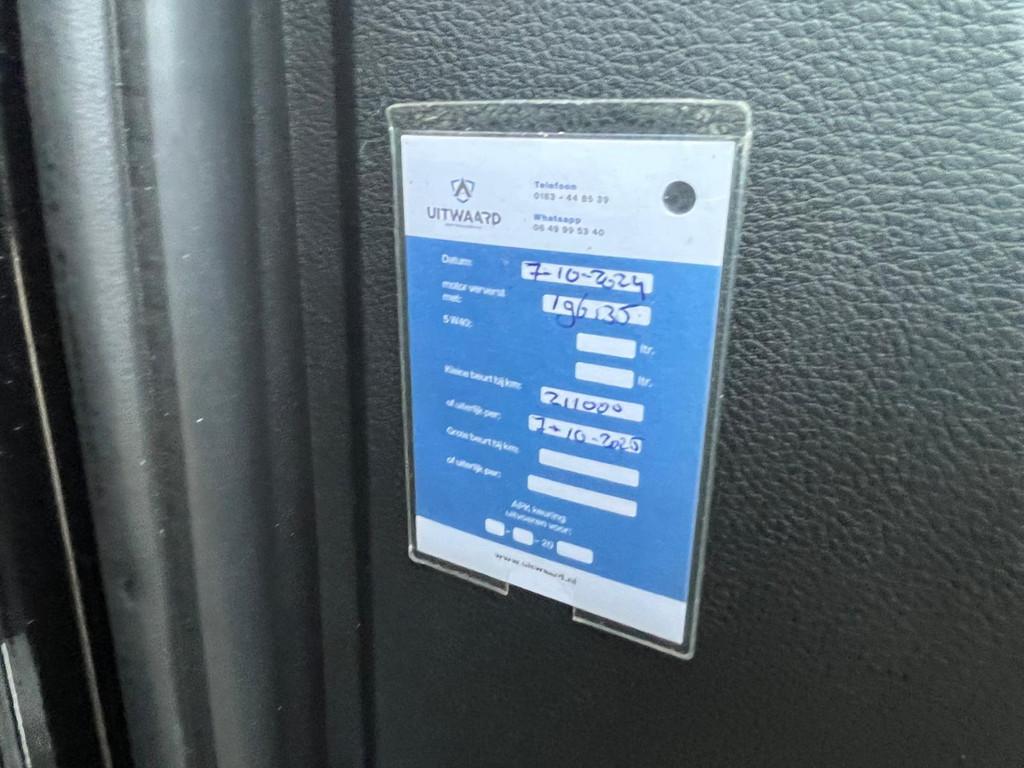 UITWAARD
Telefoon
0183 - 44 85 39
Whatsapp
06 49 99 53 40
Datum: 7-10-2024
motor ververst met: 196135
5 W40: ltr.
ltr.
Kleine beurt bij km: 211000
of uiterlijk per: 7-10-2025
Grote beurt bij km:
of uiterlijk per:
APK keuring
uitvoeren voor:
- - 20
www.uitwaard.nl